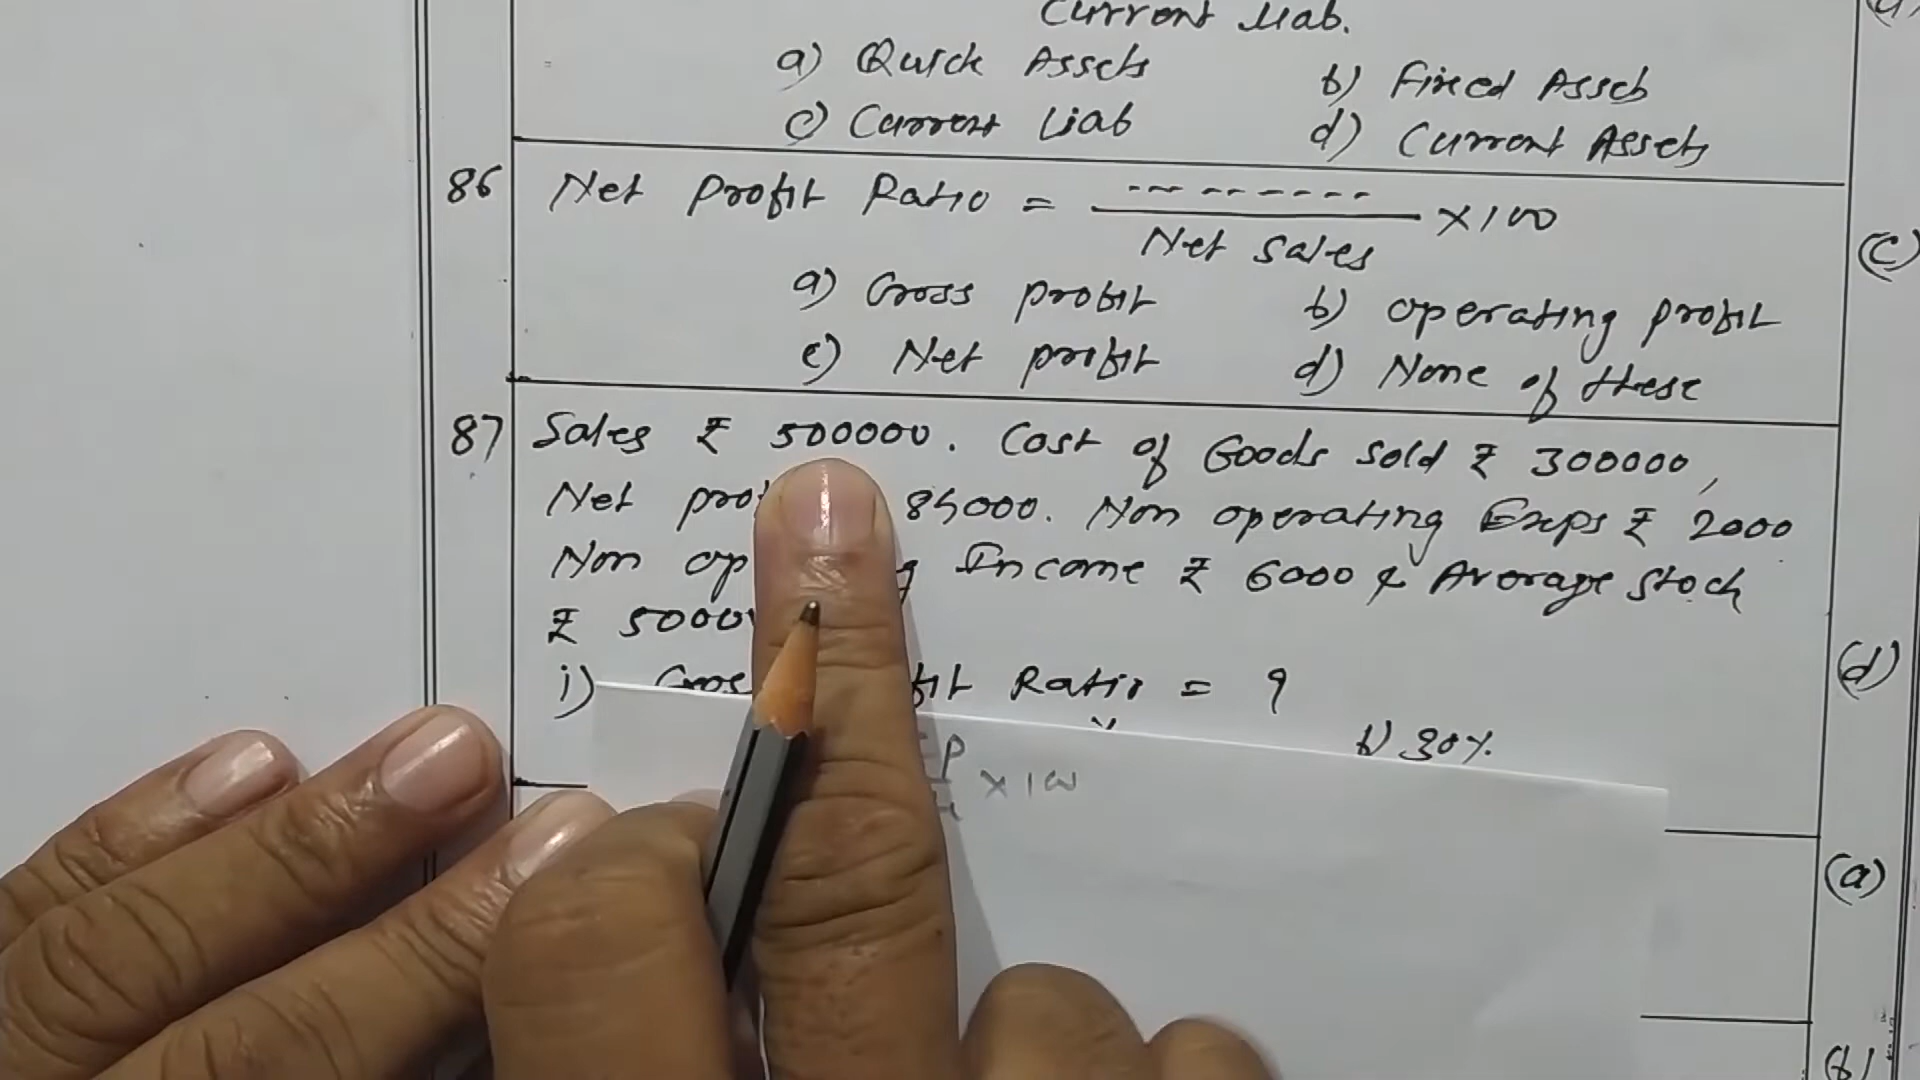 Current Liab.
a) Quick Assets b) Fixed Assets
c) Current Liab d) Current Assets
86 Net Profit Ratio = --------- × 100
Net Sales (c)
a) Gross profit b) operating profit
c) Net profit d) None of these
87 Sales ₹ 500000. Cost of Goods Sold ₹ 300000,
Net Non operating Exps ₹ 2000
Non Income ₹ 6000 & Average Stock
₹
i) Ratio = ? (d)
b) 30%.
× 100
(a)
(b)